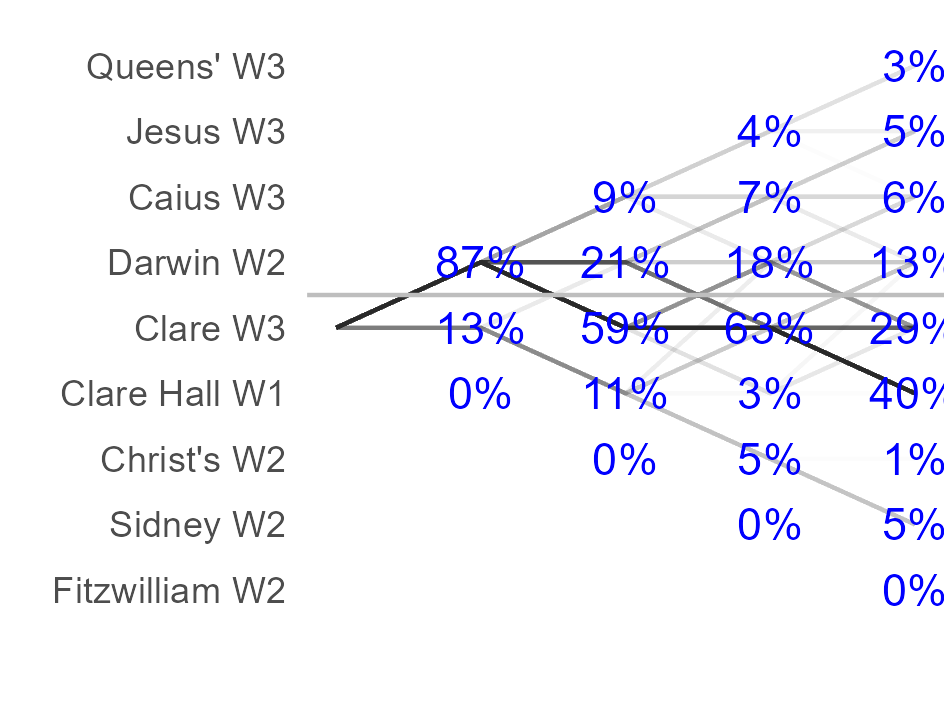 Queens' W3 3%
Jesus W3 4% 5%
Caius W3 9% 7% 6%
Darwin W2 87% 21% 18% 13%
Clare W3 13% 59% 63% 29%
Clare Hall W1 0% 11% 3% 40%
Christ's W2 0% 5% 1%
Sidney W2 0% 5%
Fitzwilliam W2 0%